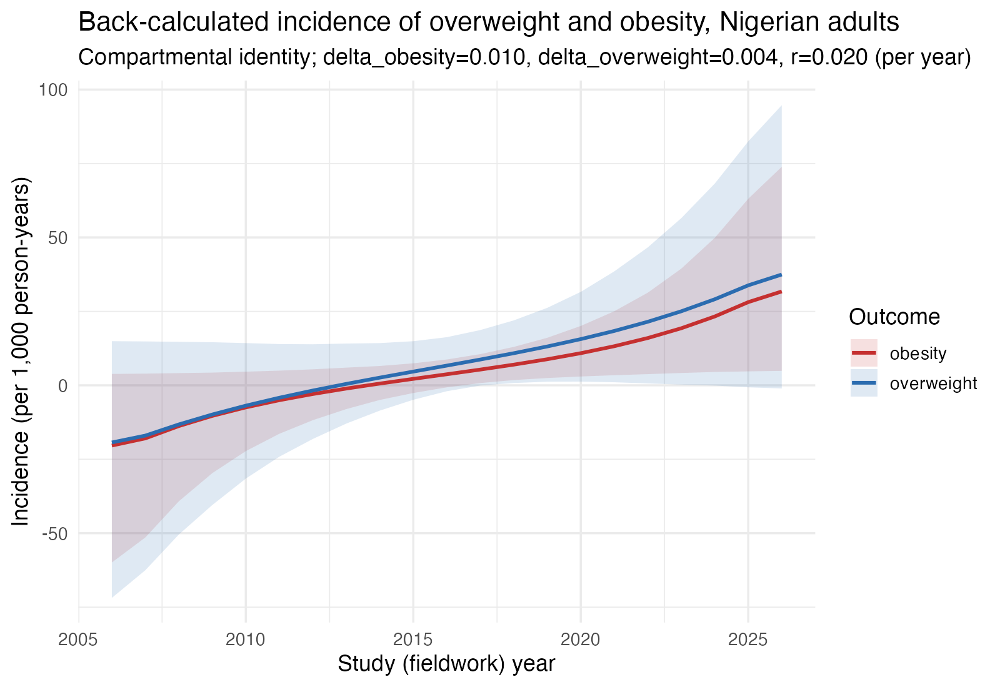 Back-calculated incidence of overweight and obesity, Nigerian adults
Compartmental identity; delta_obesity=0.010, delta_overweight=0.004, r=0.020 (per year)
Incidence (per 1,000 person-years)
100
50
0
-50
2005 2010 2015 2020 2025
Study (fieldwork) year
Outcome
obesity
overweight